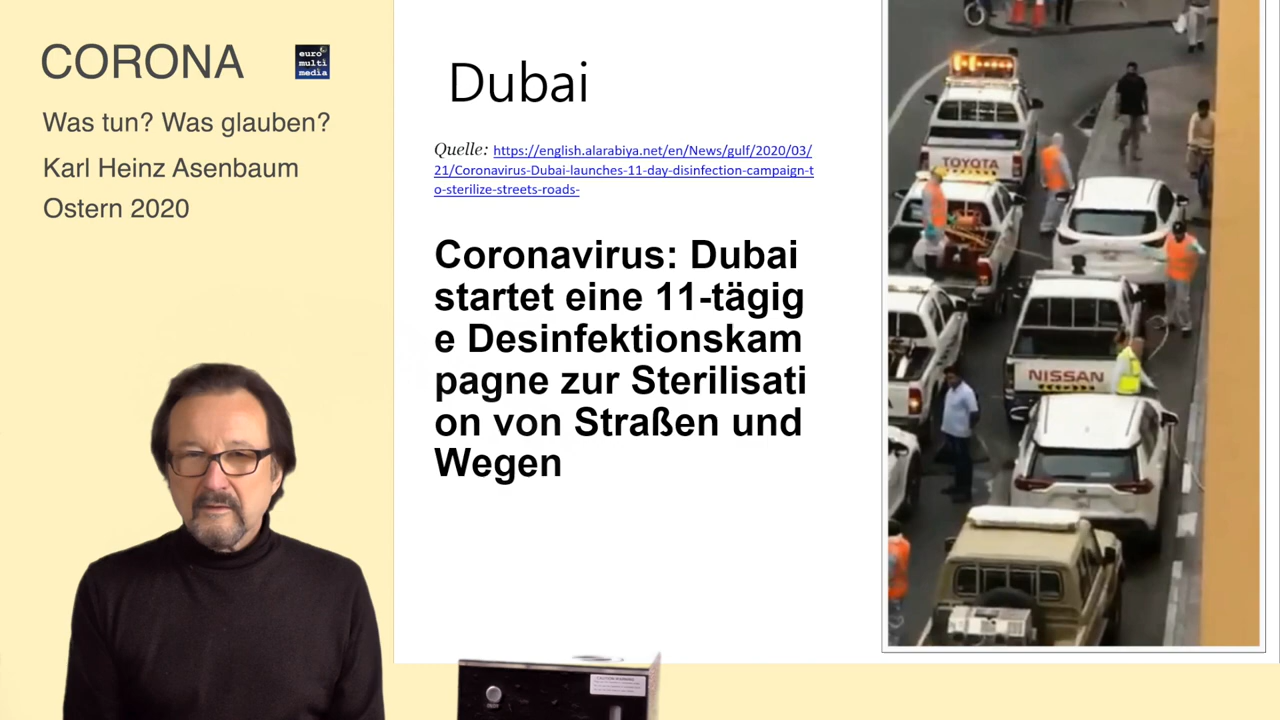 CORONA
euro
multi
media
Was tun? Was glauben?
Karl Heinz Asenbaum
Ostern 2020
Dubai
Quelle: https://english.alarabiya.net/en/News/gulf/2020/03/
21/Coronavirus-Dubai-launches-11-day-disinfection-campaign-t
o-sterilize-streets-roads-
Coronavirus: Dubai
startet eine 11-tägig
e Desinfektionskam
pagne zur Sterilisati
on von Straßen und
Wegen
TOYOTA
NISSAN